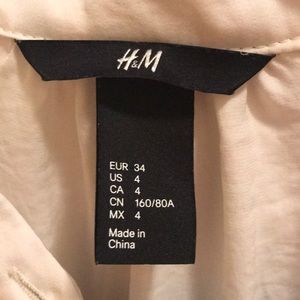 H&M
EUR 34
US 4
CA 4
CN 160/80A
MX 4
Made in
China